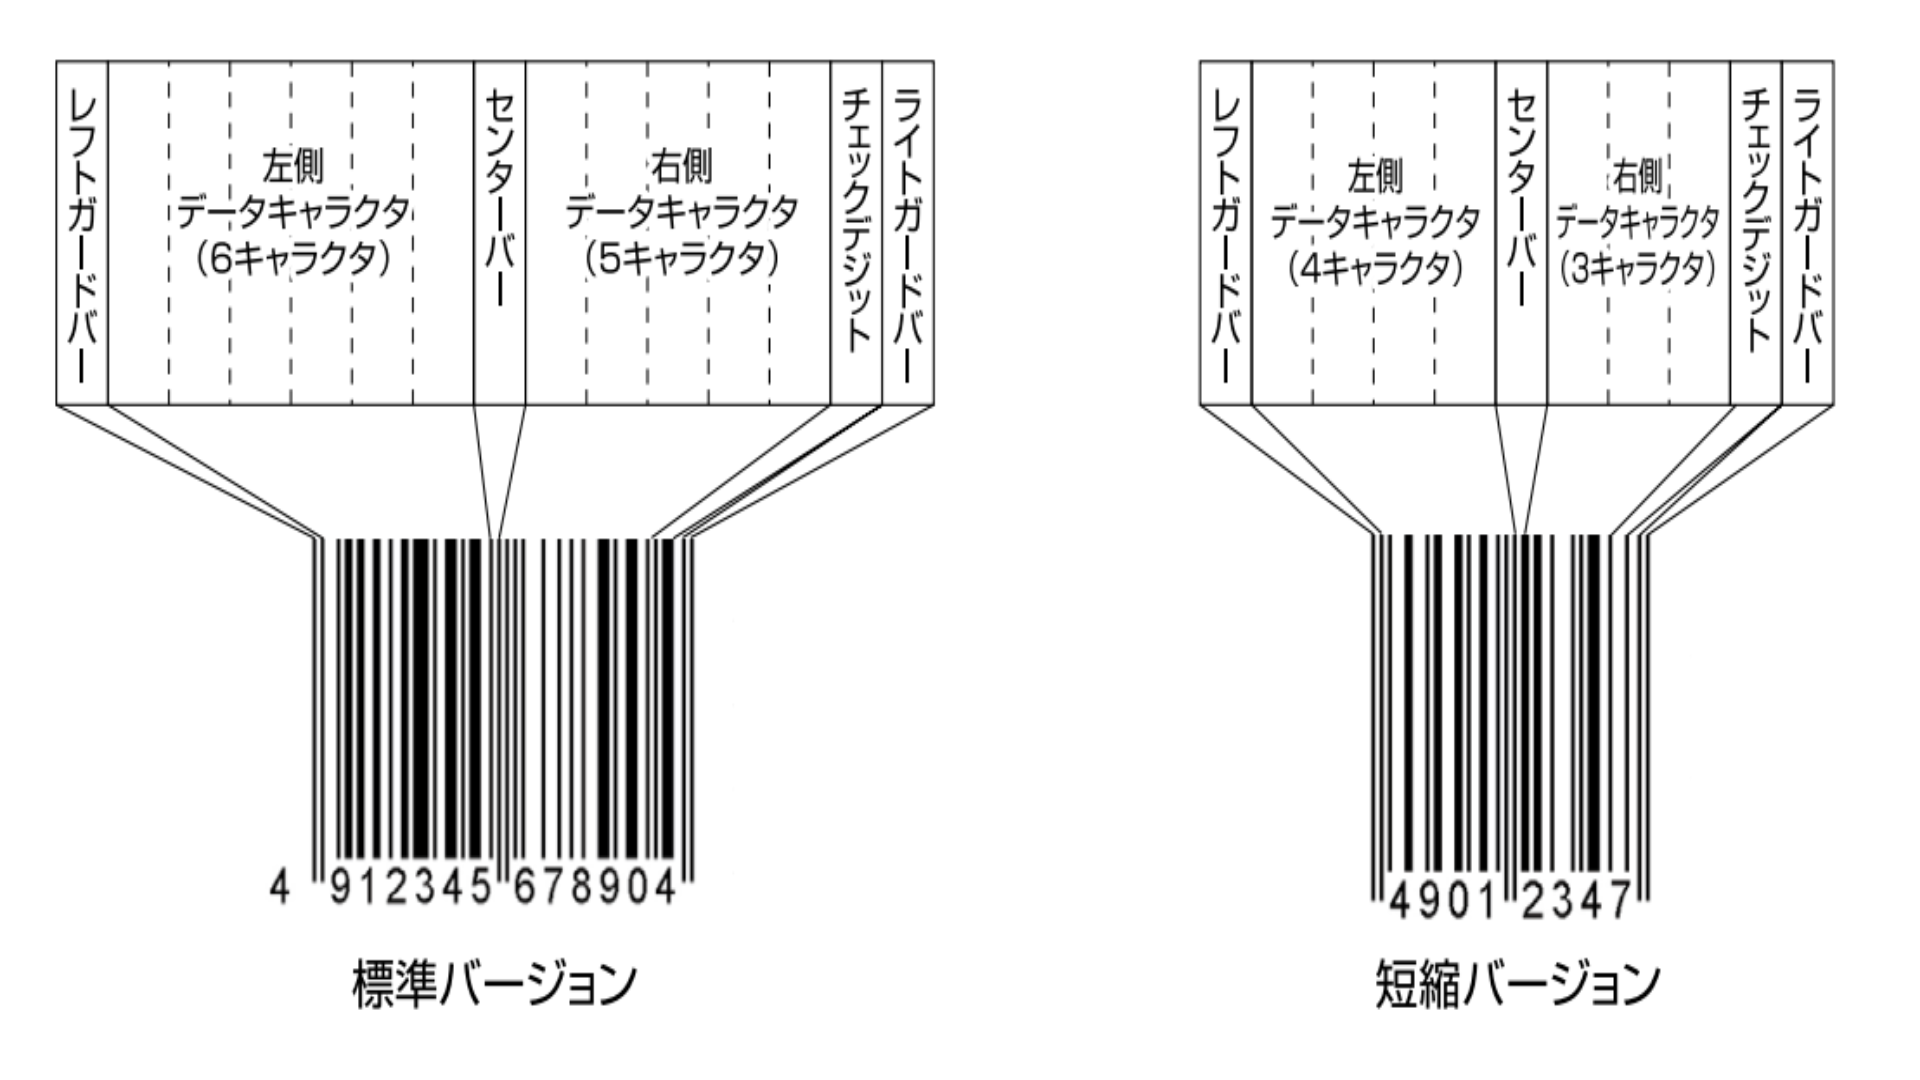 レフトガードバー
左側
データキャラクタ
(6キャラクタ)
センターバー
右側
データキャラクタ
(5キャラクタ)
チェックデジット
ライトガードバー
4 912345 678904
標準バージョン
レフトガードバー
左側
データキャラクタ
(4キャラクタ)
センターバー
右側
データキャラクタ
(3キャラクタ)
チェックデジット
ライトガードバー
4901 2347
短縮バージョン